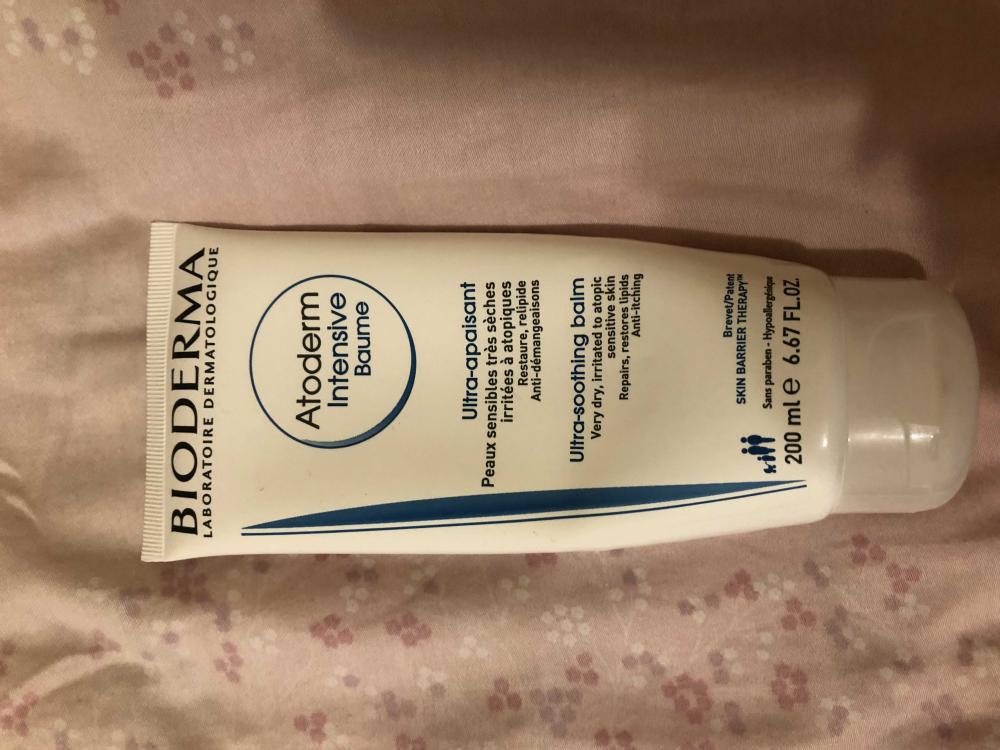 BIODERMA
LABORATOIRE DERMATOLOGIQUE
Atoderm
Intensive
Baume
Ultra-apaisant
Peaux sensibles très sèches
irritées à atopiques
Restaure, relipide
Anti-démangeaisons
Ultra-soothing balm
Very dry, irritated to atopic
sensitive skin
Repairs, restores lipids
Anti-itching
Brevet/Patent
SKIN BARRIER THERAPY™
Sans paraben - Hypoallergénique
200 ml e 6.67 FL.OZ.